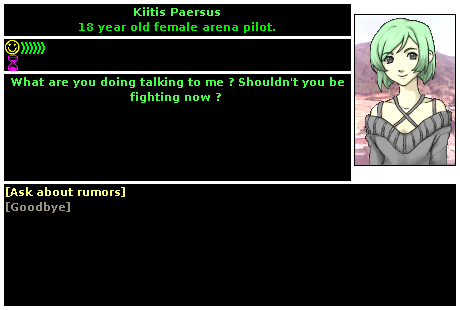 Kiitis Paersus
18 year old female arena pilot.
What are you doing talking to me ? Shouldn't you be
fighting now ?
[Ask about rumors]
[Goodbye]